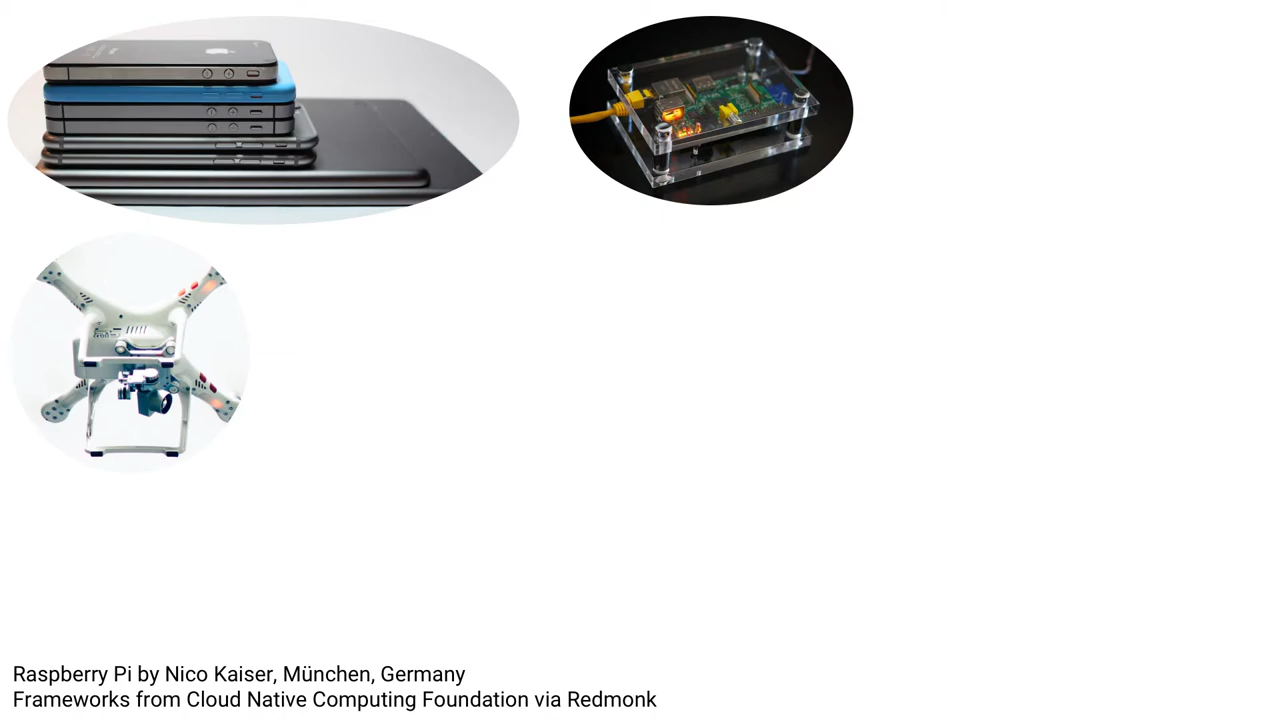 Raspberry Pi by Nico Kaiser, München, Germany
Frameworks from Cloud Native Computing Foundation via Redmonk